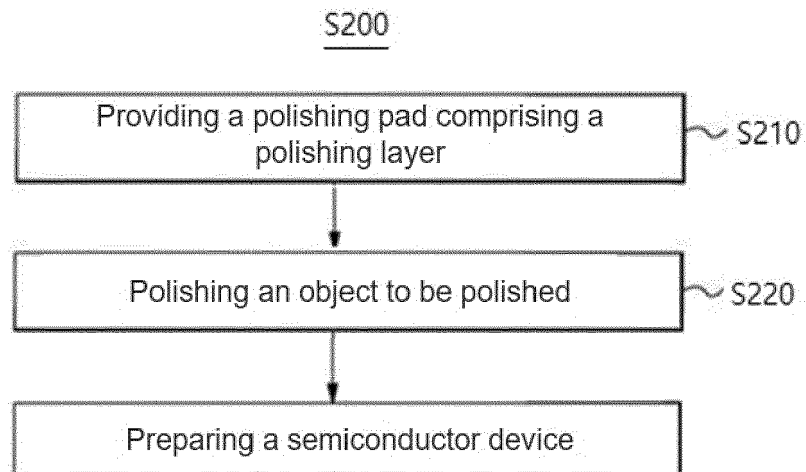 S200
Providing a polishing pad comprising a
polishing layer
S210
Polishing an object to be polished
S220
Preparing a semiconductor device